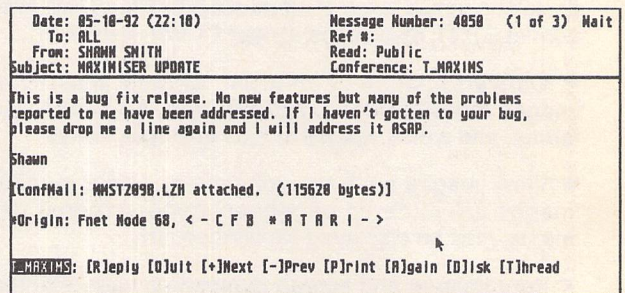 Date: 05-10-92 (22:10) Message Number: 4050 (1 of 3) Wait
To: ALL Ref #:
From: SHAWN SMITH Read: Public
Subject: MAXIMISER UPDATE Conference: T_MAXIMS
This is a bug fix release. No new features but many of the problems
reported to me have been addressed. If I haven't gotten to your bug,
please drop me a line again and I will address it ASAP.
Shawn
[ConfMail: MMST209B.LZH attached. (115620 bytes)]
*Origin: Fnet Node 68, < - C F B * A T A R I - >
T_MAXIMS: [R]eply [Q]uit [+]Next [-]Prev [P]rint [A]gain [D]isk [T]hread